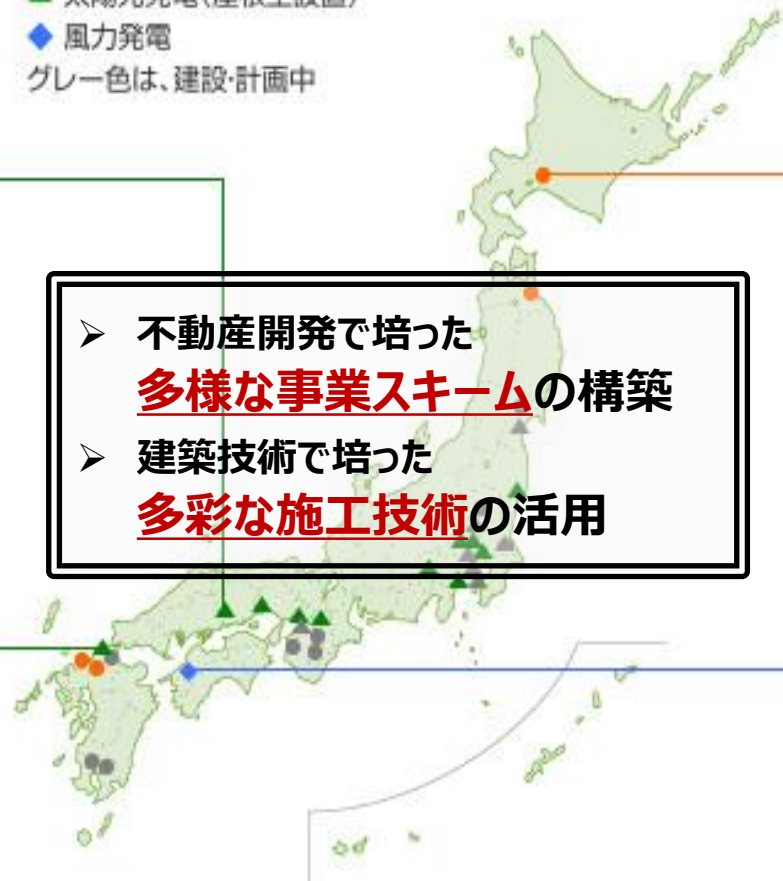 ◆ 風力発電
グレー色は、建設・計画中
➢ 不動産開発で培った
多様な事業スキームの構築
➢ 建築技術で培った
多彩な施工技術の活用